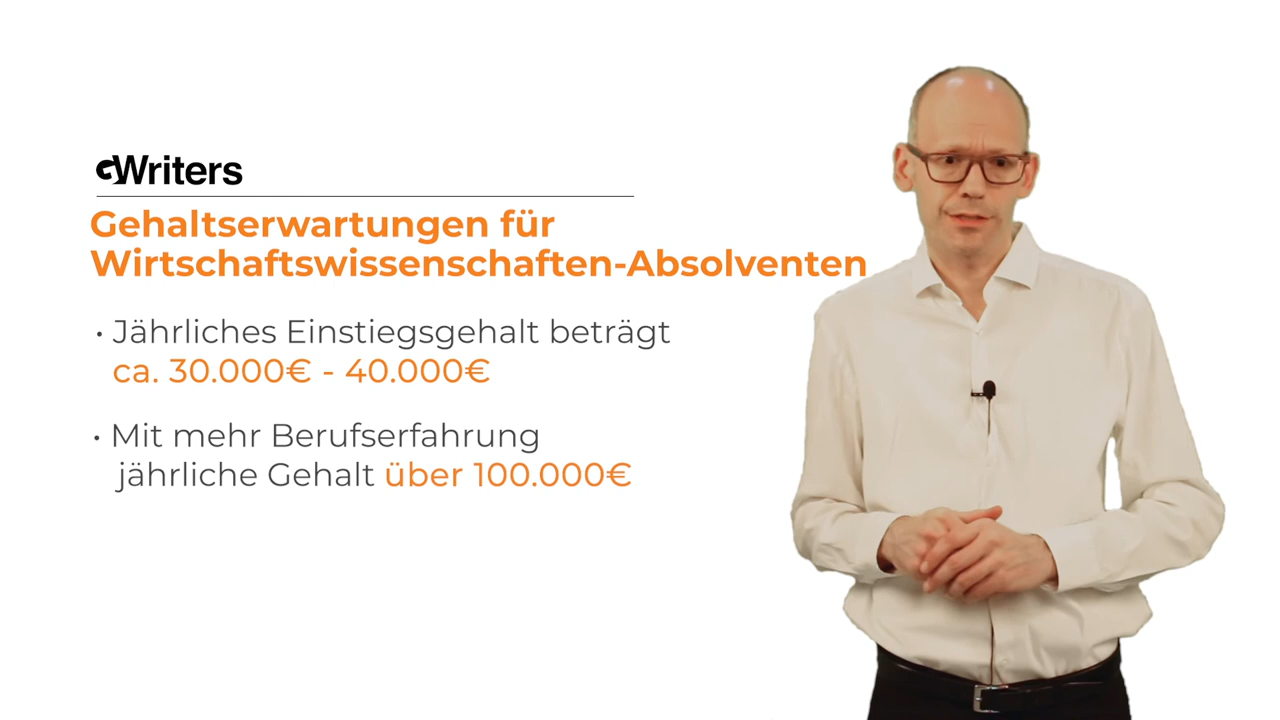 GWriters
Gehaltserwartungen für
Wirtschaftswissenschaften-Absolventen
• Jährliches Einstiegsgehalt beträgt
ca. 30.000€ - 40.000€
• Mit mehr Berufserfahrung
jährliche Gehalt über 100.000€